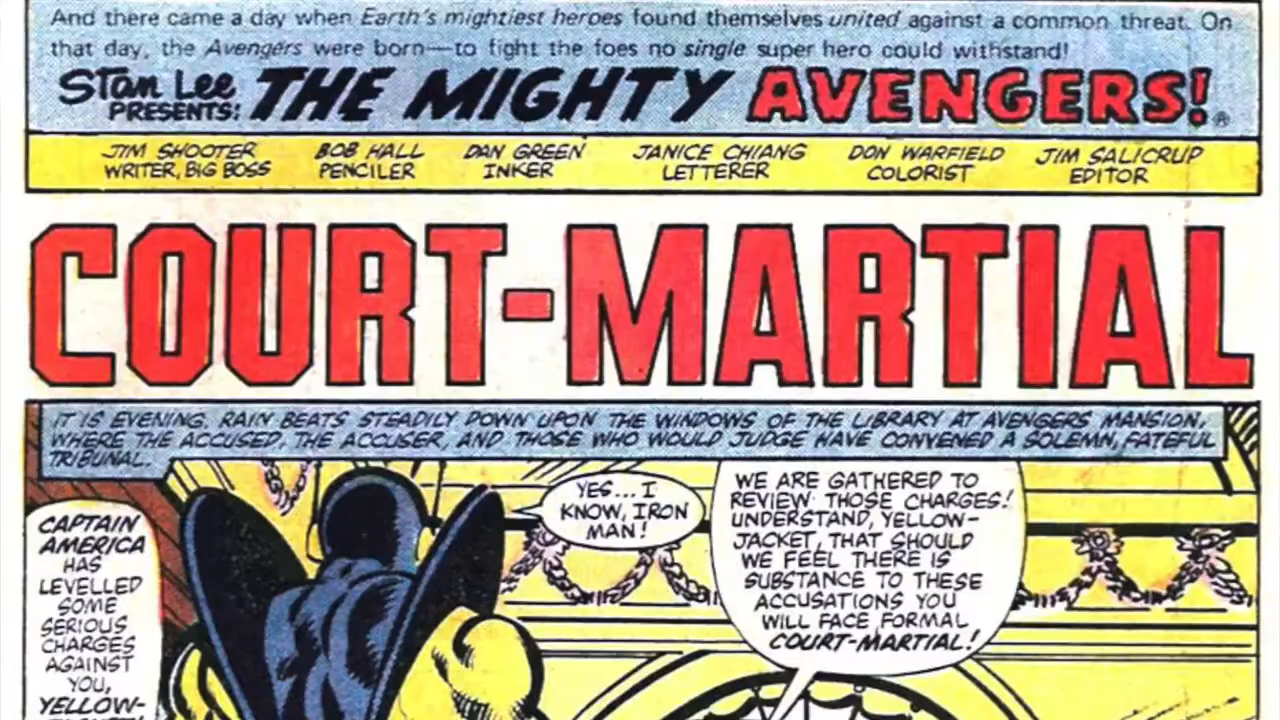 And there came a day when Earth's mightiest heroes found themselves united against a common threat. On
that day, the Avengers were born—to fight the foes no single super hero could withstand!
Stan Lee
PRESENTS: THE MIGHTY AVENGERS! ®
JIM SHOOTER
WRITER, BIG BOSS
BOB HALL
PENCILER
DAN GREEN
INKER
JANICE CHIANG
LETTERER
DON WARFIELD
COLORIST
JIM SALICRUP
EDITOR
COURT-MARTIAL
IT IS EVENING. RAIN BEATS STEADILY DOWN UPON THE WINDOWS OF THE LIBRARY AT AVENGERS MANSION,
WHERE THE ACCUSED, THE ACCUSER, AND THOSE WHO WOULD JUDGE HAVE CONVENED A SOLEMN, FATEFUL
TRIBUNAL.
CAPTAIN
AMERICA
HAS
LEVELLED
SOME
SERIOUS
CHARGES
AGAINST
YOU,
YELLOW-
YES... I
KNOW, IRON
MAN!
WE ARE GATHERED TO
REVIEW THOSE CHARGES!
UNDERSTAND, YELLOW-
JACKET, THAT SHOULD
WE FEEL THERE IS
SUBSTANCE TO THESE
ACCUSATIONS YOU
WILL FACE FORMAL
COURT-MARTIAL!